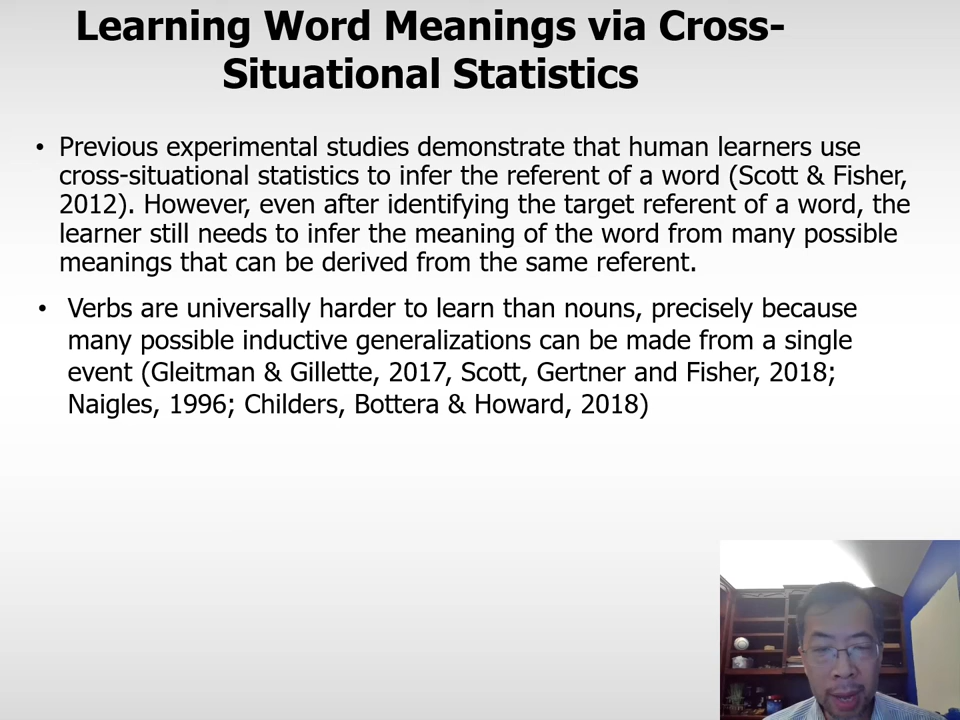 Learning Word Meanings via Cross-
Situational Statistics
• Previous experimental studies demonstrate that human learners use
cross-situational statistics to infer the referent of a word (Scott & Fisher,
2012). However, even after identifying the target referent of a word, the
learner still needs to infer the meaning of the word from many possible
meanings that can be derived from the same referent.
• Verbs are universally harder to learn than nouns, precisely because
many possible inductive generalizations can be made from a single
event (Gleitman & Gillette, 2017, Scott, Gertner and Fisher, 2018;
Naigles, 1996; Childers, Bottera & Howard, 2018)